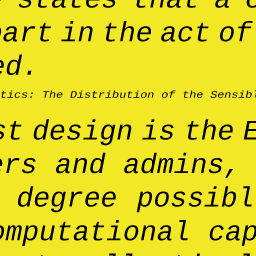 states that a
part in the act of
ed.
tics: The Distribution of the Sensibl
st design is the E
ers and admins,
degree possibl
omputational cap